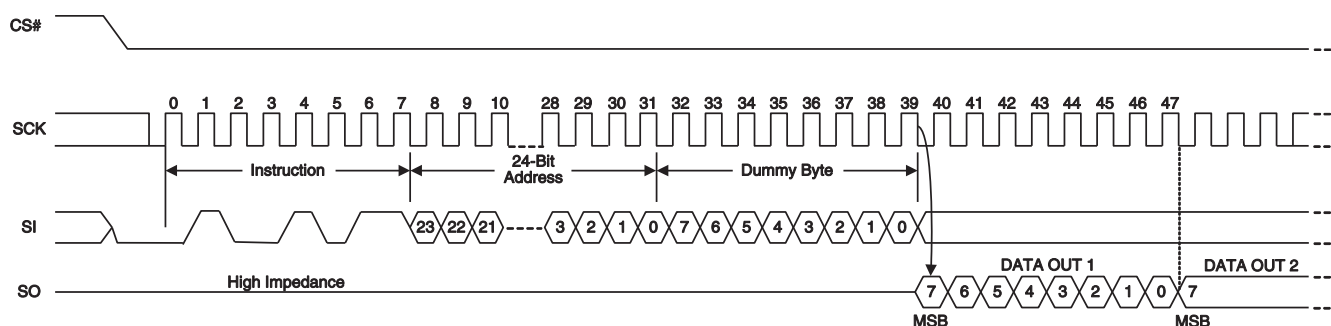 CS#
0 1 2 3 4 5 6 7 8 9 10 28 29 30 31 32 33 34 35 36 37 38 39 40 41 42 43 44 45 46 47
SCK
Instruction
24-Bit
Address
Dummy Byte
SI
23 22 21 3 2 1 0 7 6 5 4 3 2 1 0
DATA OUT 1
DATA OUT 2
High Impedance
SO
7 6 5 4 3 2 1 0 7
MSB
MSB